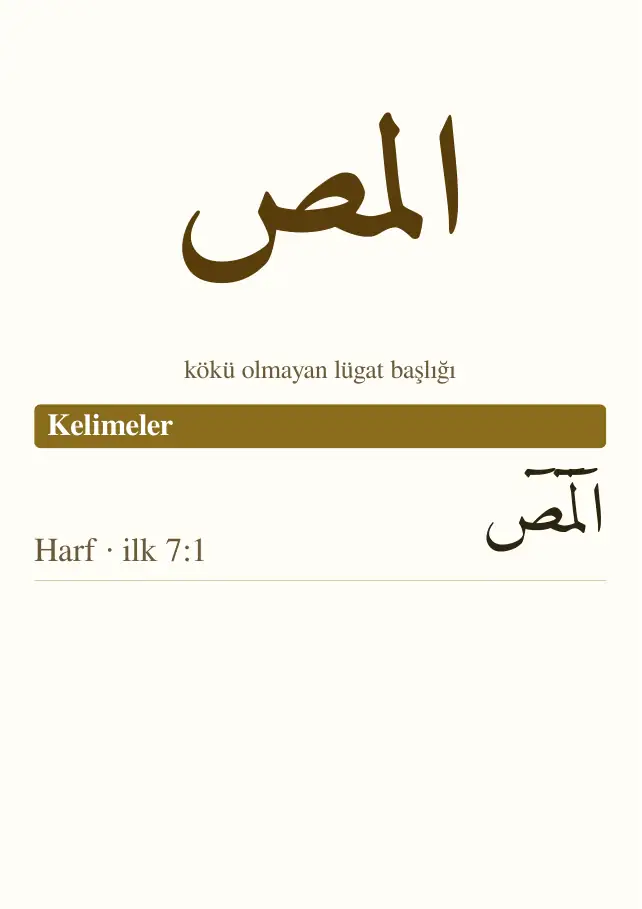 المص
kökü olmayan lügat başlığı
Kelimeler
الٓمٓصٓ
Harf · ilk 7:1